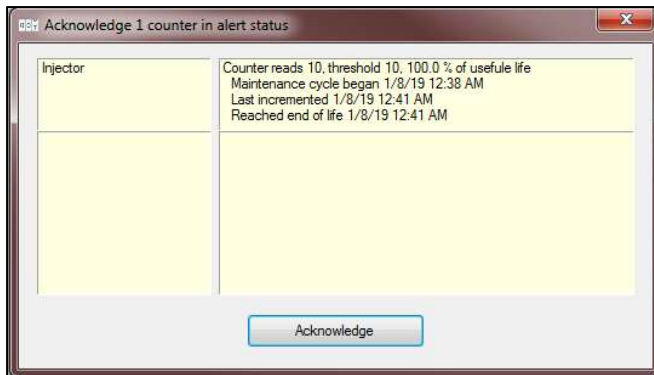 Acknowledge 1 counter in alert status
Injector
Counter reads 10, threshold 10, 100.0 % of usefule life
Maintenance cycle began 1/8/19 12:38 AM
Last incremented 1/8/19 12:41 AM
Reached end of life 1/8/19 12:41 AM
Acknowledge